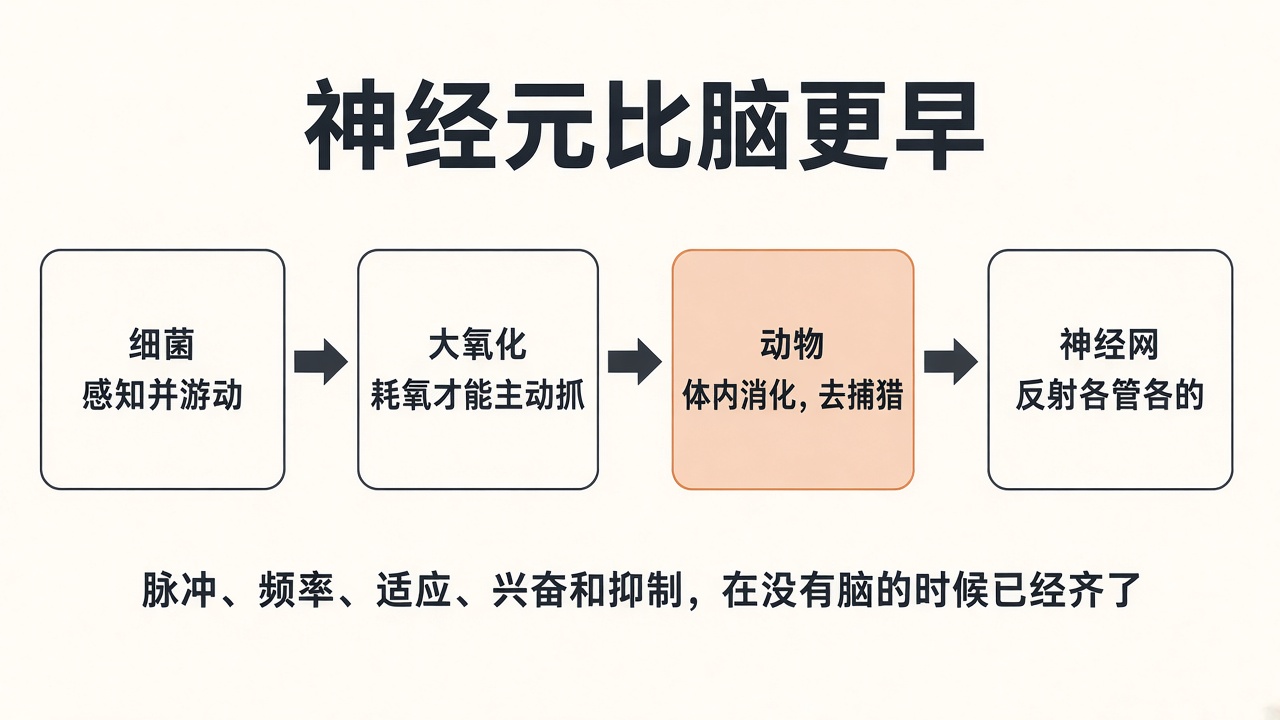 神经元比脑更早
细菌
感知并游动
大氧化
耗氧才能主动抓
动物
体内消化，去捕猎
神经网
反射各管各的
脉冲、频率、适应、兴奋和抑制，在没有脑的时候已经齐了